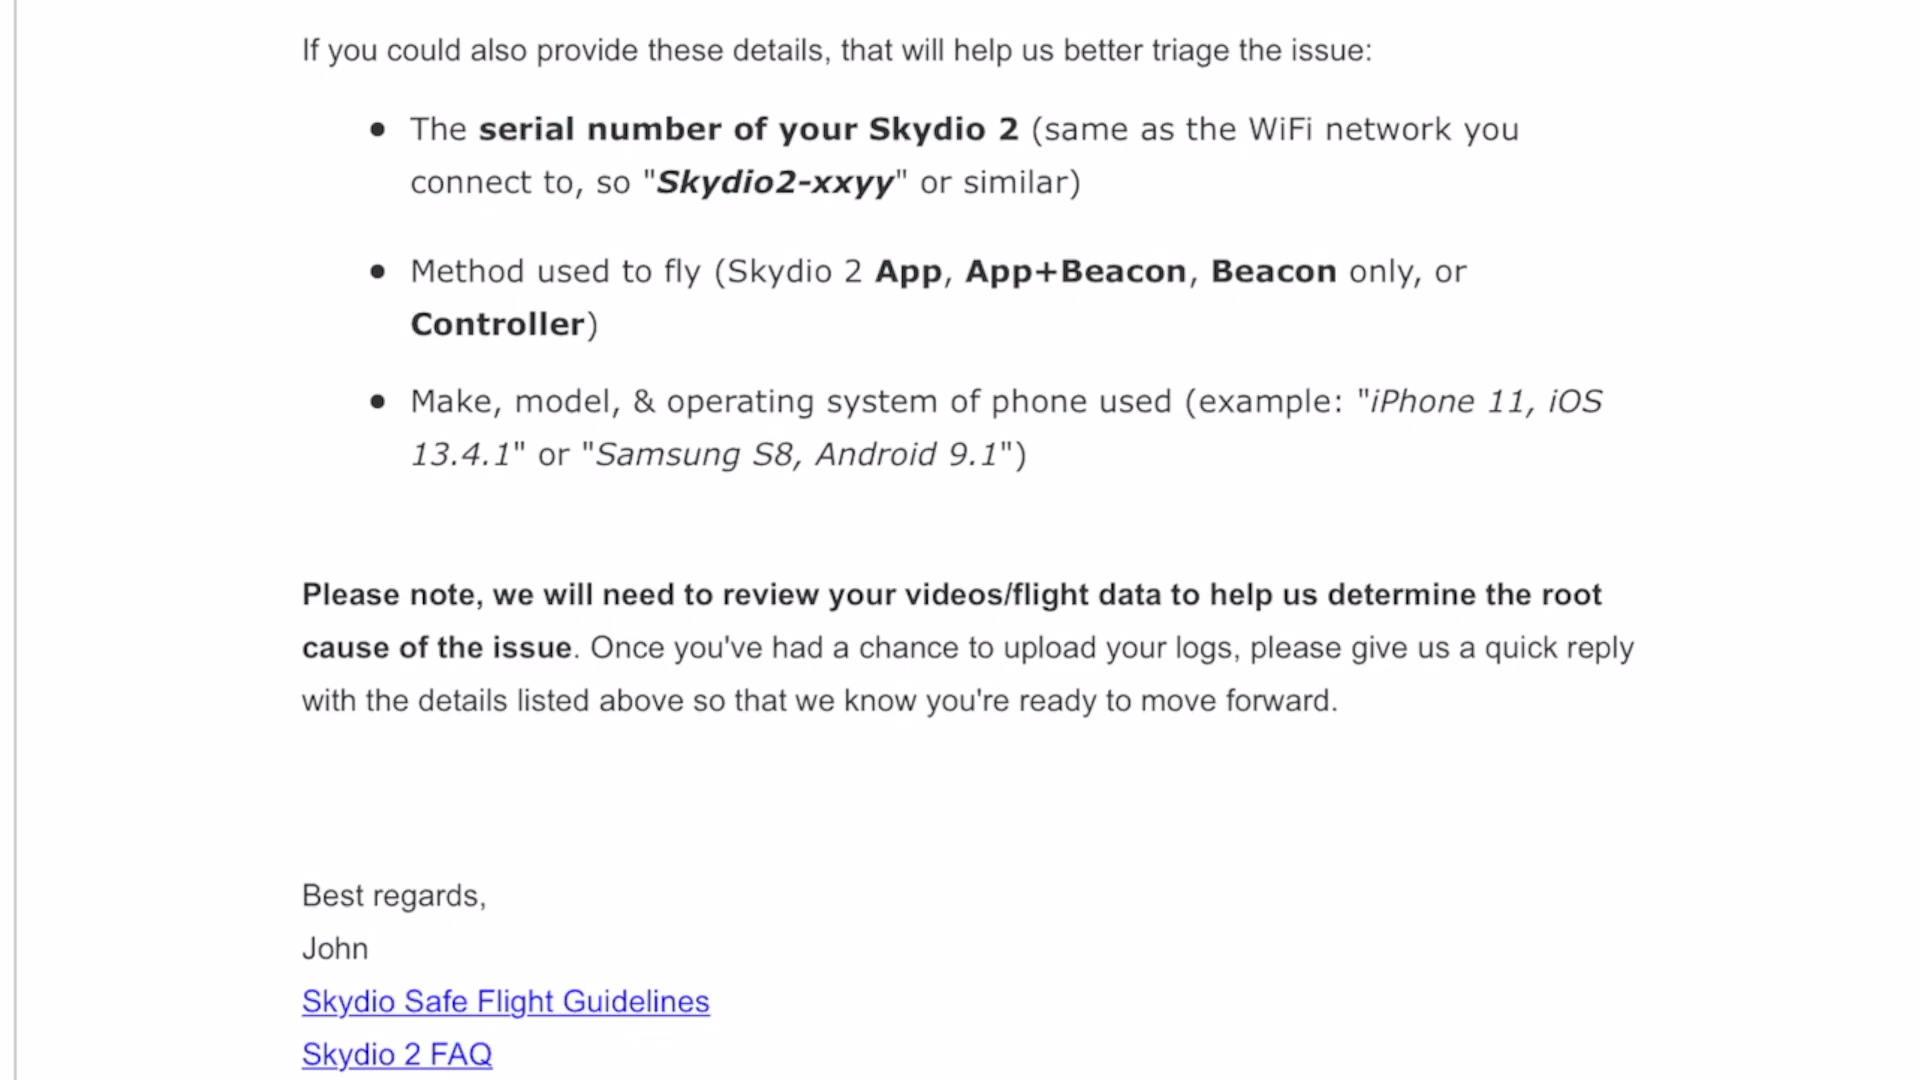 If you could also provide these details, that will help us better triage the issue:
● The serial number of your Skydio 2 (same as the WiFi network you
connect to, so "Skydio2-xxyy" or similar)
● Method used to fly (Skydio 2 App, App+Beacon, Beacon only, or
Controller)
● Make, model, & operating system of phone used (example: "iPhone 11, iOS
13.4.1" or "Samsung S8, Android 9.1")
Please note, we will need to review your videos/flight data to help us determine the root
cause of the issue. Once you've had a chance to upload your logs, please give us a quick reply
with the details listed above so that we know you're ready to move forward.
Best regards,
John
Skydio Safe Flight Guidelines
Skydio 2 FAQ